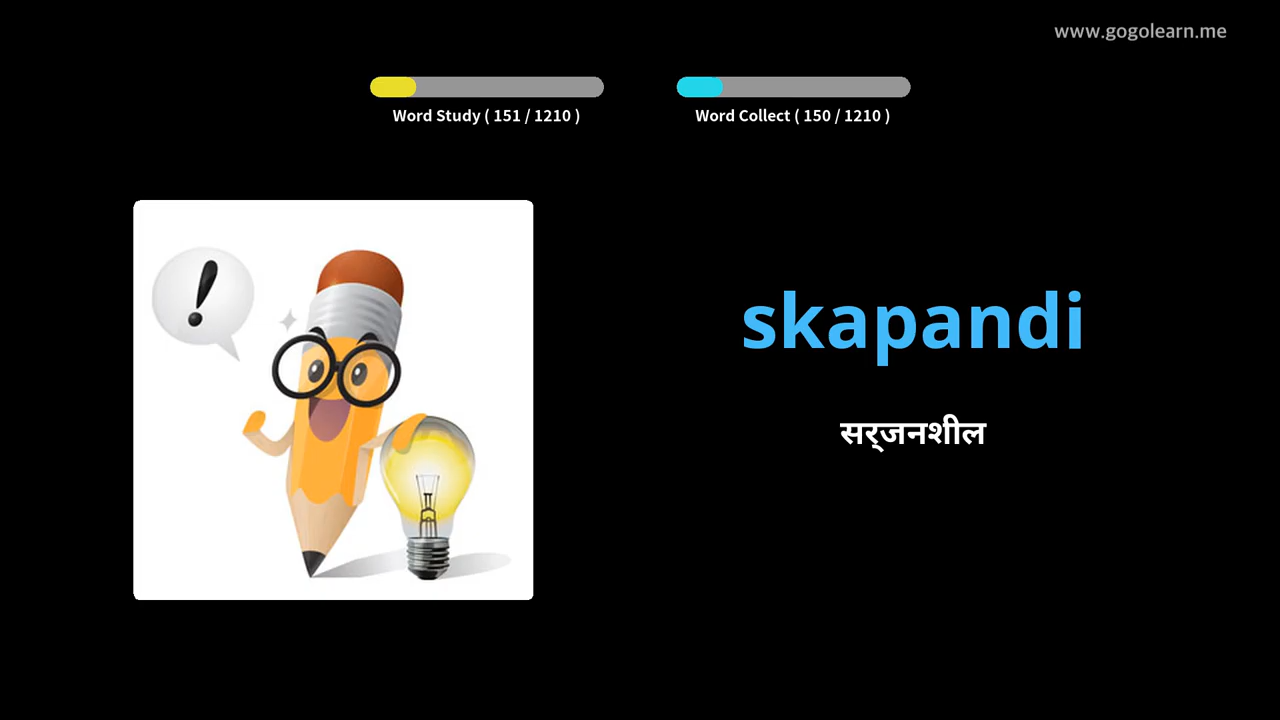 www.gogolearn.me
Word Study ( 151 / 1210 )
Word Collect ( 150 / 1210 )
!
skapandi
सर्‍जनशील